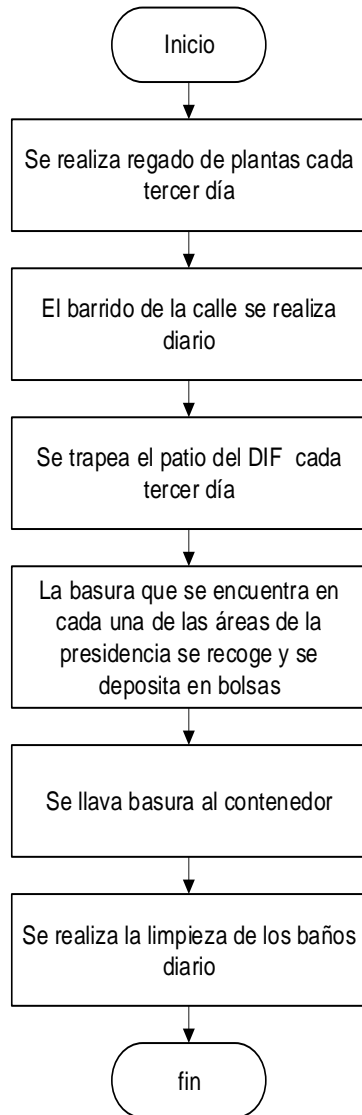 Inicio
Se realiza regado de plantas cada
tercer día
El barrido de la calle se realiza
diario
Se trapea el patio del DIF cada
tercer día
La basura que se encuentra en
cada una de las áreas de la
presidencia se recoge y se
deposita en bolsas
Se llava basura al contenedor
Se realiza la limpieza de los baños
diario
fin